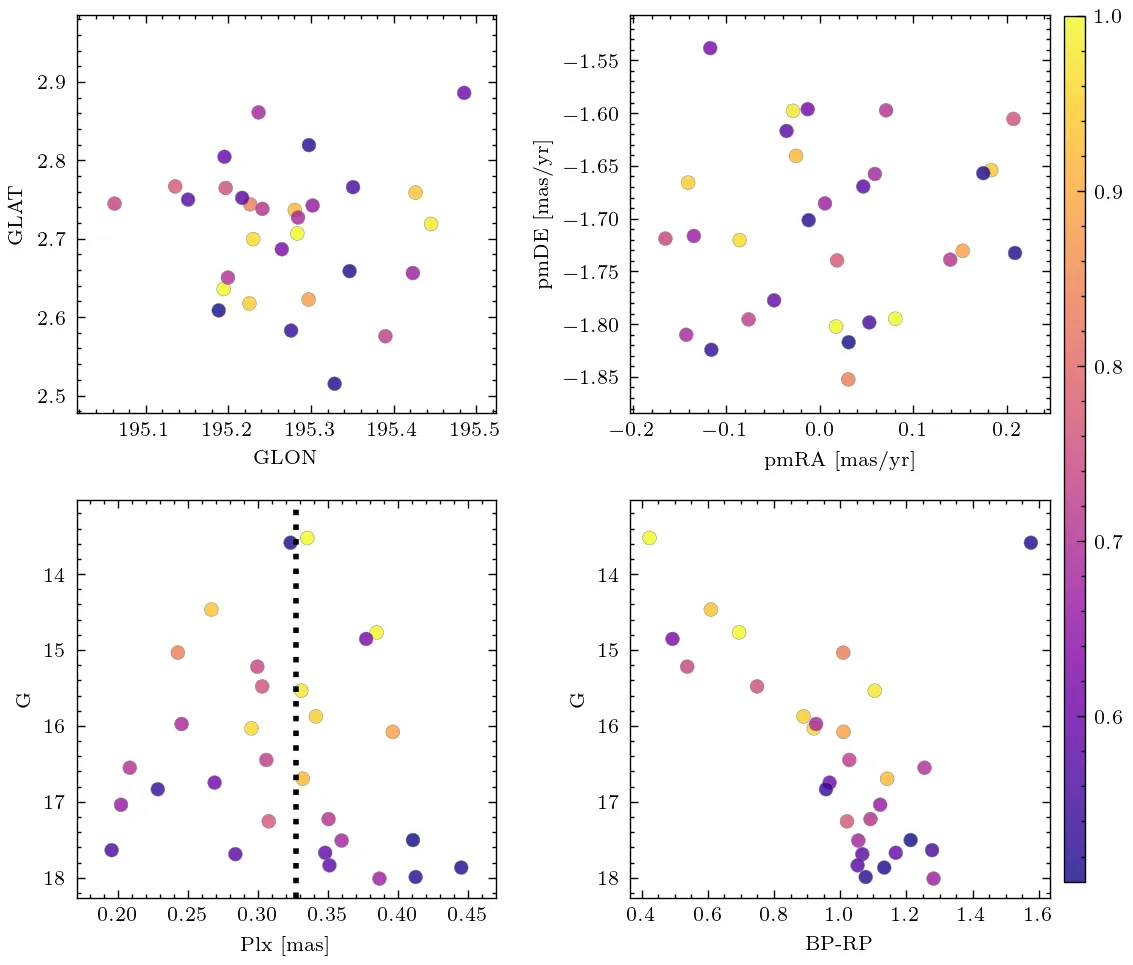 2.9
2.8
2.7
2.6
2.5
GLAT
195.1 195.2 195.3 195.4 195.5
GLON
−1.55
−1.60
−1.65
−1.70
−1.75
−1.80
−1.85
pmDE [mas/yr]
−0.2 −0.1 0.0 0.1 0.2
pmRA [mas/yr]
1.0
0.9
0.8
0.7
0.6
14
15
16
17
18
G
0.20 0.25 0.30 0.35 0.40 0.45
Plx [mas]
14
15
16
17
18
G
0.4 0.6 0.8 1.0 1.2 1.4 1.6
BP-RP